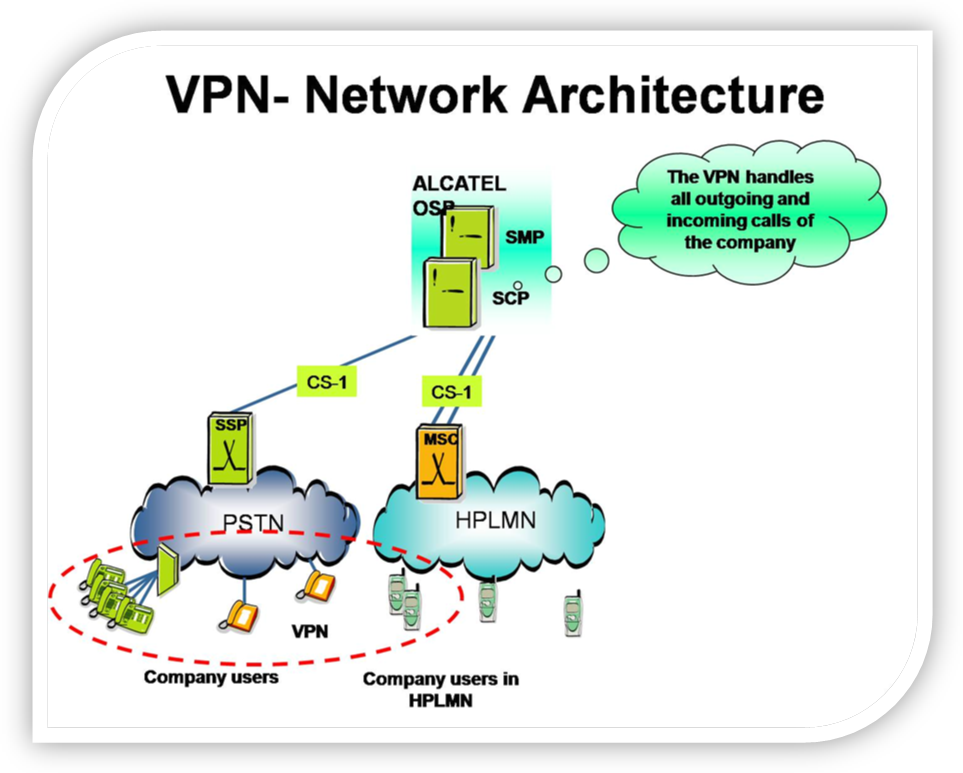 VPN- Network Architecture
ALCATEL
OSP
The VPN handles
all outgoing and
incoming calls of
the company
SMP
SCP
CS-1
CS-1
SSP
MSC
PSTN
HPLMN
VPN
Company users
Company users in
HPLMN